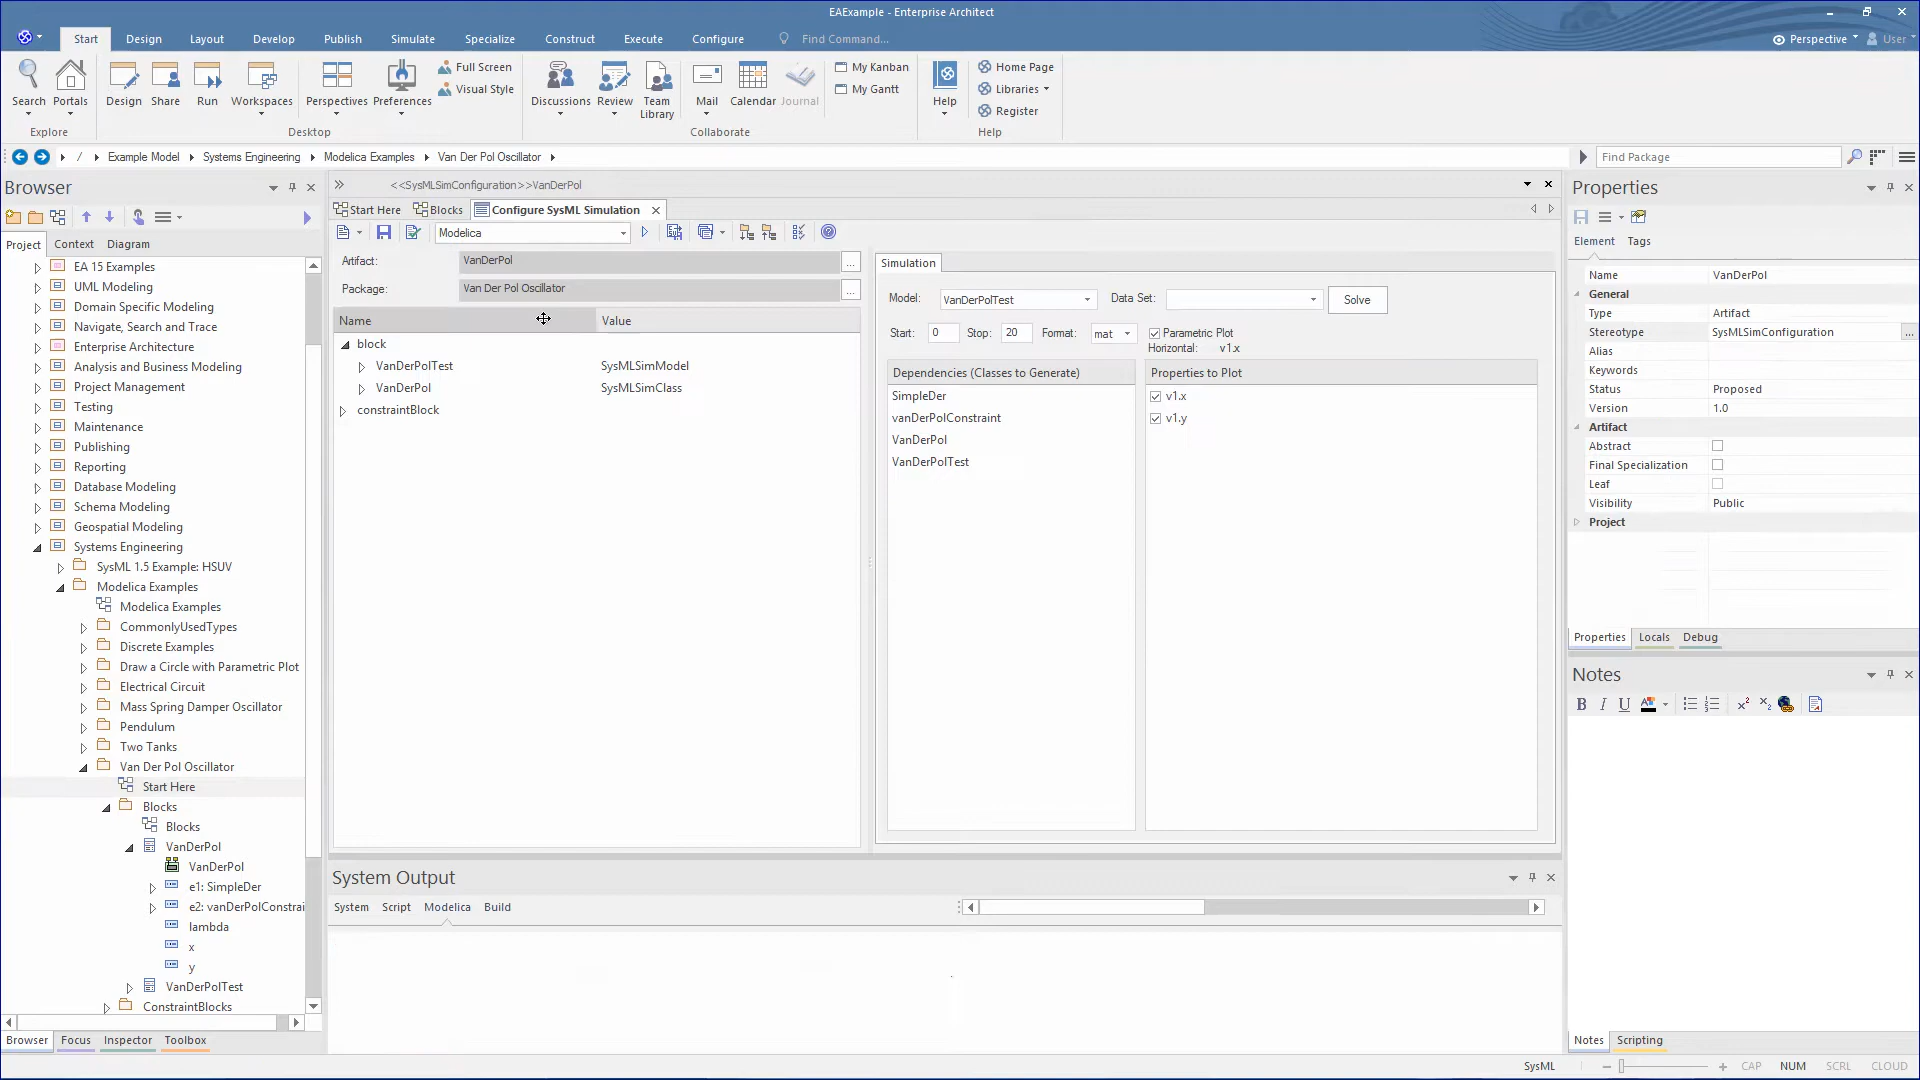 EAExample - Enterprise Architect
Start Design Layout Develop Publish Simulate Specialize Construct Execute Configure Find Command... Perspective User
Search Portals Design Share Run Workspaces Perspectives Preferences Full Screen Visual Style Discussions Review Team Library Mail Calendar Journal My Kanban My Gantt Help Home Page Libraries Register
Explore Desktop Collaborate Help
/ Example Model Systems Engineering Modelica Examples Van Der Pol Oscillator Find Package
Browser
Project Context Diagram
EA 15 Examples
UML Modeling
Domain Specific Modeling
Navigate, Search and Trace
Enterprise Architecture
Analysis and Business Modeling
Project Management
Testing
Maintenance
Publishing
Reporting
Database Modeling
Schema Modeling
Geospatial Modeling
Systems Engineering
SysML 1.5 Example: HSUV
Modelica Examples
Modelica Examples
CommonlyUsedTypes
Discrete Examples
Draw a Circle with Parametric Plot
Electrical Circuit
Mass Spring Damper Oscillator
Pendulum
Two Tanks
Van Der Pol Oscillator
Start Here
Blocks
Blocks
VanDerPol
VanDerPol
e1: SimpleDer
e2: vanDerPolConstrai
lambda
x
y
VanDerPolTest
ConstraintBlocks
Browser Focus Inspector Toolbox
<<SysMLSimConfiguration>>VanDerPol
Start Here Blocks Configure SysML Simulation
Modelica
Artifact: VanDerPol ...
Package: Van Der Pol Oscillator ...
Name Value
block
VanDerPolTest SysMLSimModel
VanDerPol SysMLSimClass
constraintBlock
Simulation
Model: VanDerPolTest Data Set: Solve
Start: 0 Stop: 20 Format: mat Parametric Plot
Horizontal: v1.x
Dependencies (Classes to Generate)
SimpleDer
vanDerPolConstraint
VanDerPol
VanDerPolTest
Properties to Plot
v1.x
v1.y
System Output
System Script Modelica Build
Properties
Element Tags
Name VanDerPol
General
Type Artifact
Stereotype SysMLSimConfiguration ...
Alias
Keywords
Status Proposed
Version 1.0
Artifact
Abstract
Final Specialization
Leaf
Visibility Public
Project
Properties Locals Debug
Notes
B I U A x² x₂
Notes Scripting
SysML CAP NUM SCRL CLOUD